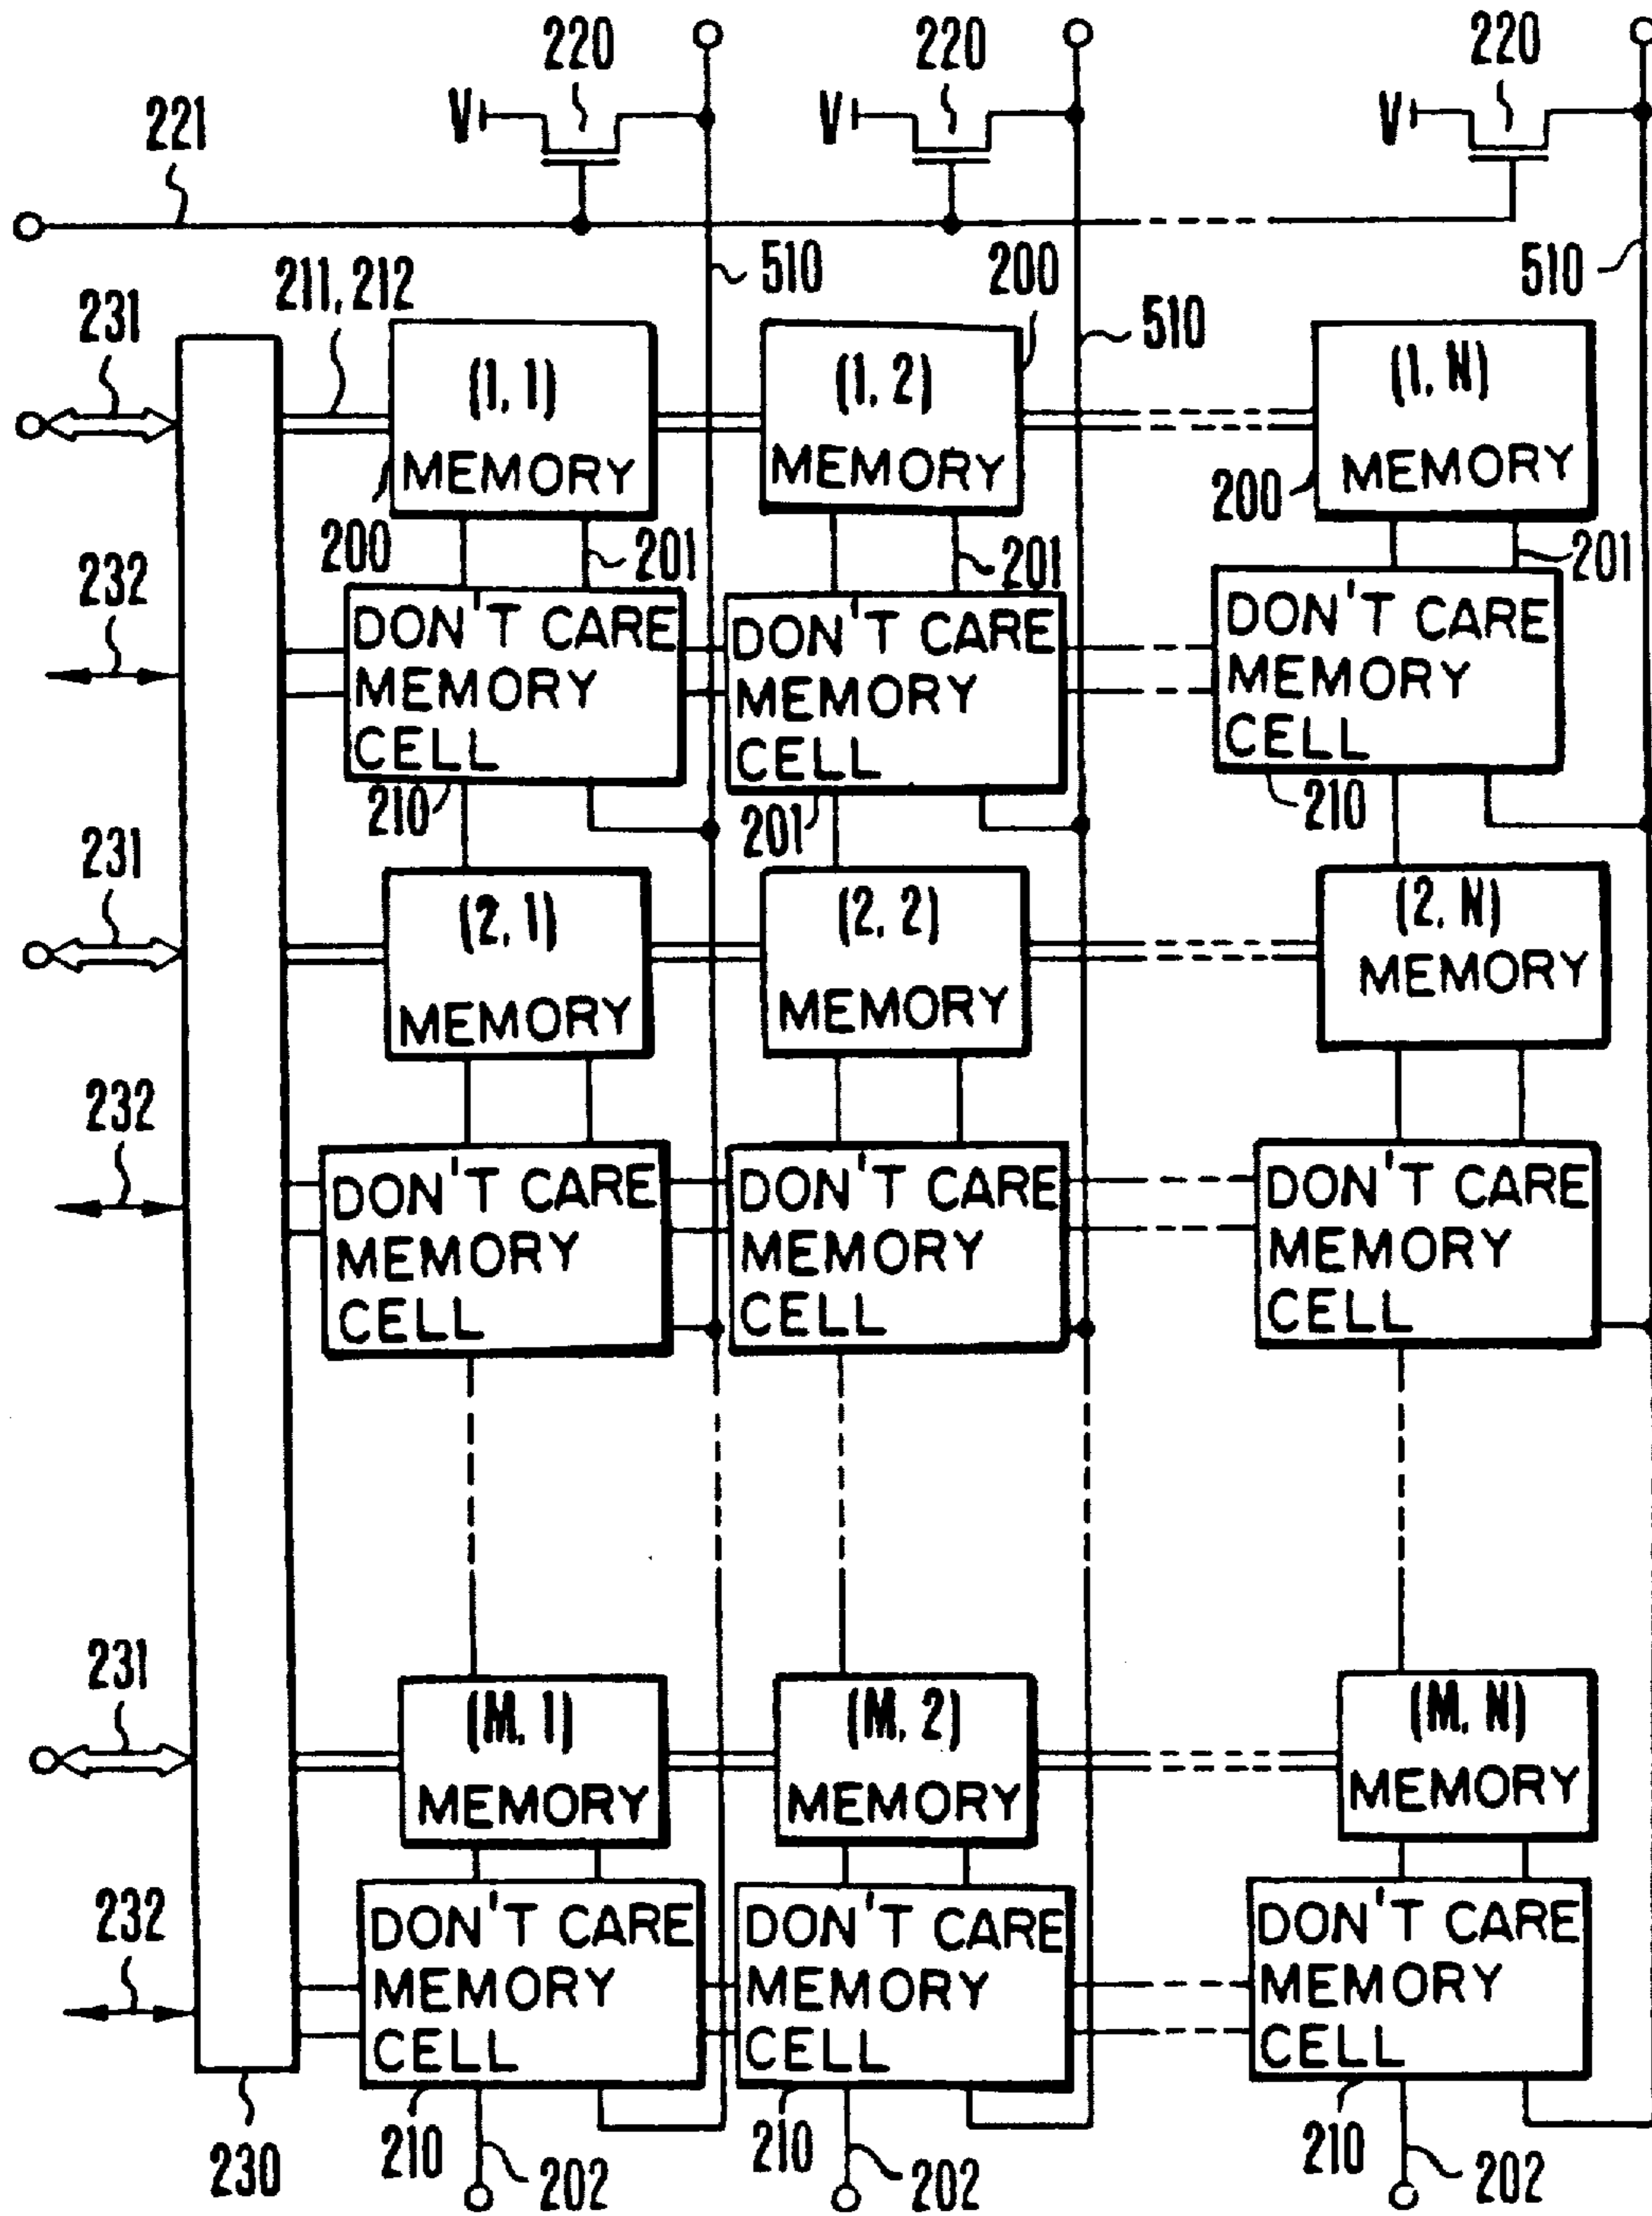 220 220 220
V V V
221
510 200 510
211, 212
231 510
(1, 1) (1, 2) (1, N)
MEMORY MEMORY MEMORY
200
200 201 201 201
232
DON'T CARE DON'T CARE DON'T CARE
MEMORY MEMORY MEMORY
CELL CELL CELL
210 201 210
231
(2, 1) (2, 2) (2, N)
MEMORY MEMORY MEMORY
232
DON'T CARE DON'T CARE DON'T CARE
MEMORY MEMORY MEMORY
CELL CELL CELL
231
(M, 1) (M, 2) (M, N)
MEMORY MEMORY MEMORY
232
DON'T CARE DON'T CARE DON'T CARE
MEMORY MEMORY MEMORY
CELL CELL CELL
230 210 202 210 202 210 202